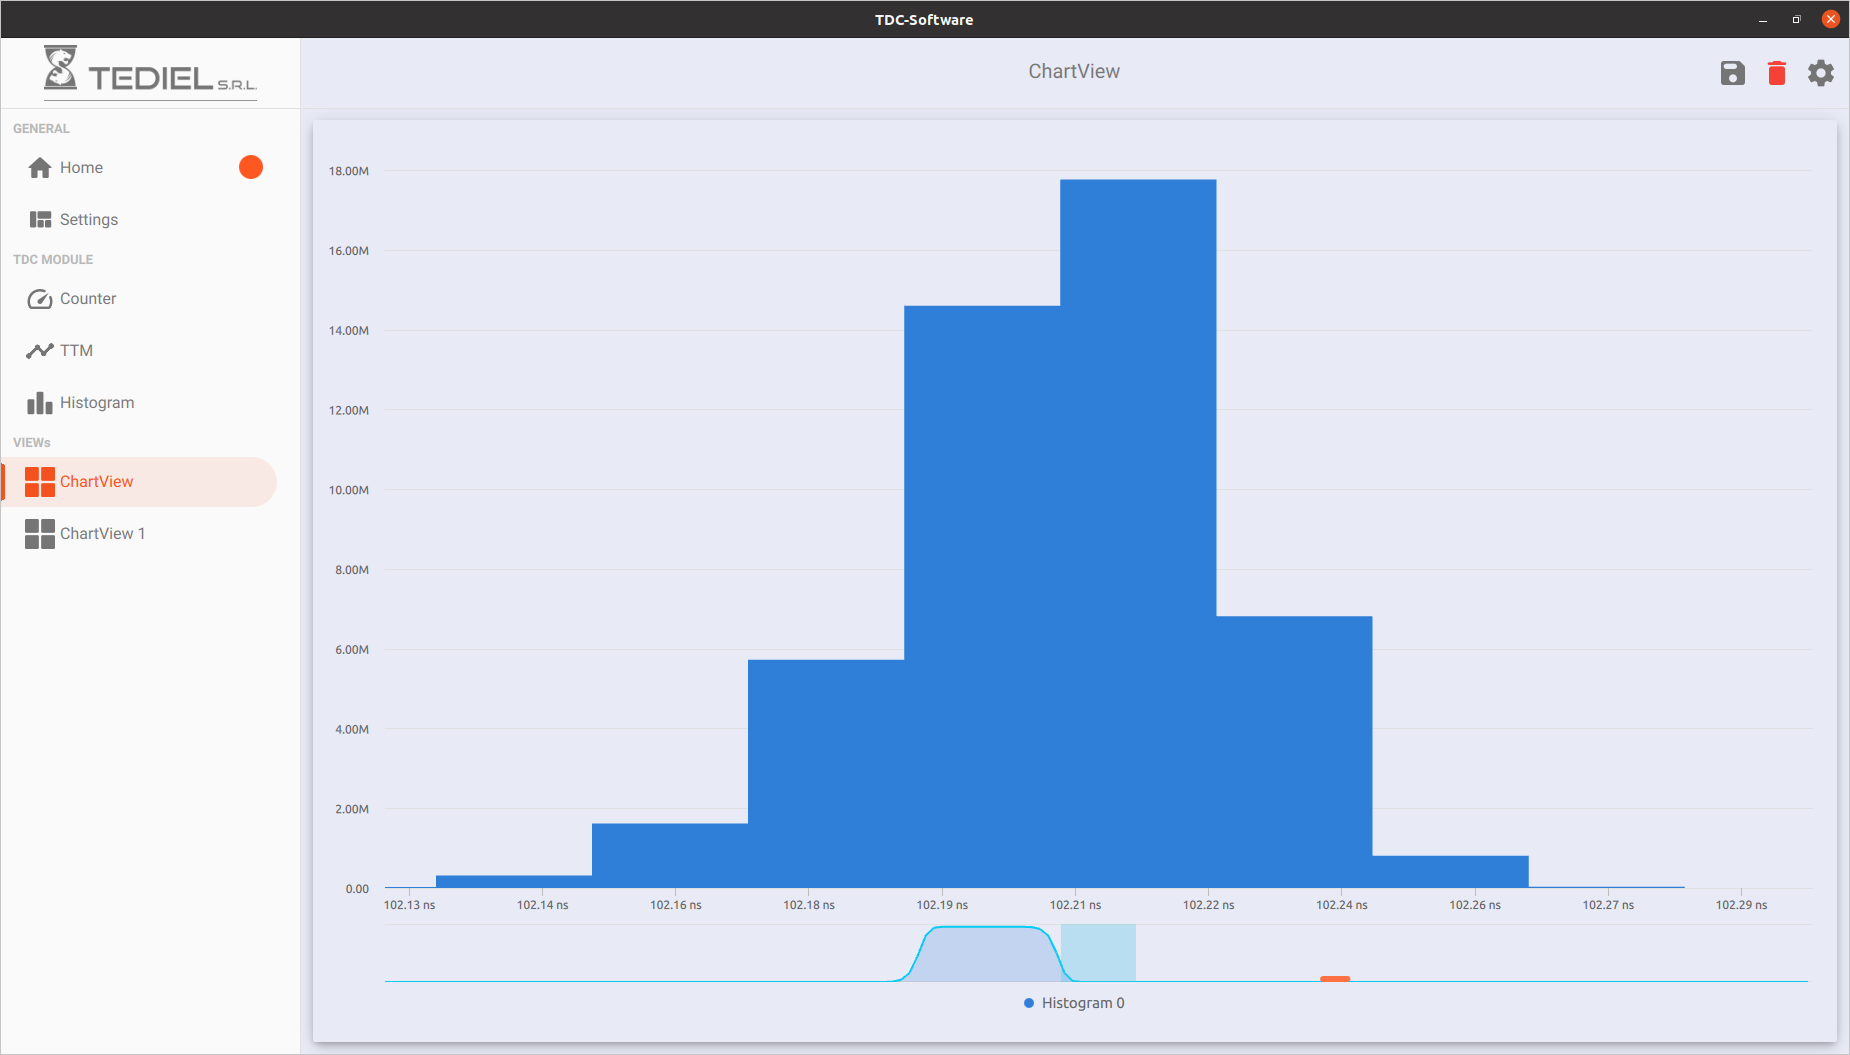 TDC-Software
TEDIEL S.R.L.
ChartView
GENERAL
Home
Settings
TDC MODULE
Counter
TTM
Histogram
VIEWs
ChartView
ChartView 1
18.00M
16.00M
14.00M
12.00M
10.00M
8.00M
6.00M
4.00M
2.00M
0.00
102.13 ns 102.14 ns 102.16 ns 102.18 ns 102.19 ns 102.21 ns 102.22 ns 102.24 ns 102.26 ns 102.27 ns 102.29 ns
Histogram 0